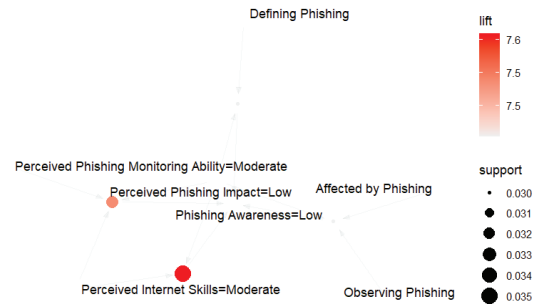 Defining Phishing
lift
7.6
7.5
7.5
Perceived Phishing Monitoring Ability=Moderate
Perceived Phishing Impact=Low
Affected by Phishing
Phishing Awareness=Low
Perceived Internet Skills=Moderate
Observing Phishing
support
0.030
0.031
0.032
0.033
0.034
0.035